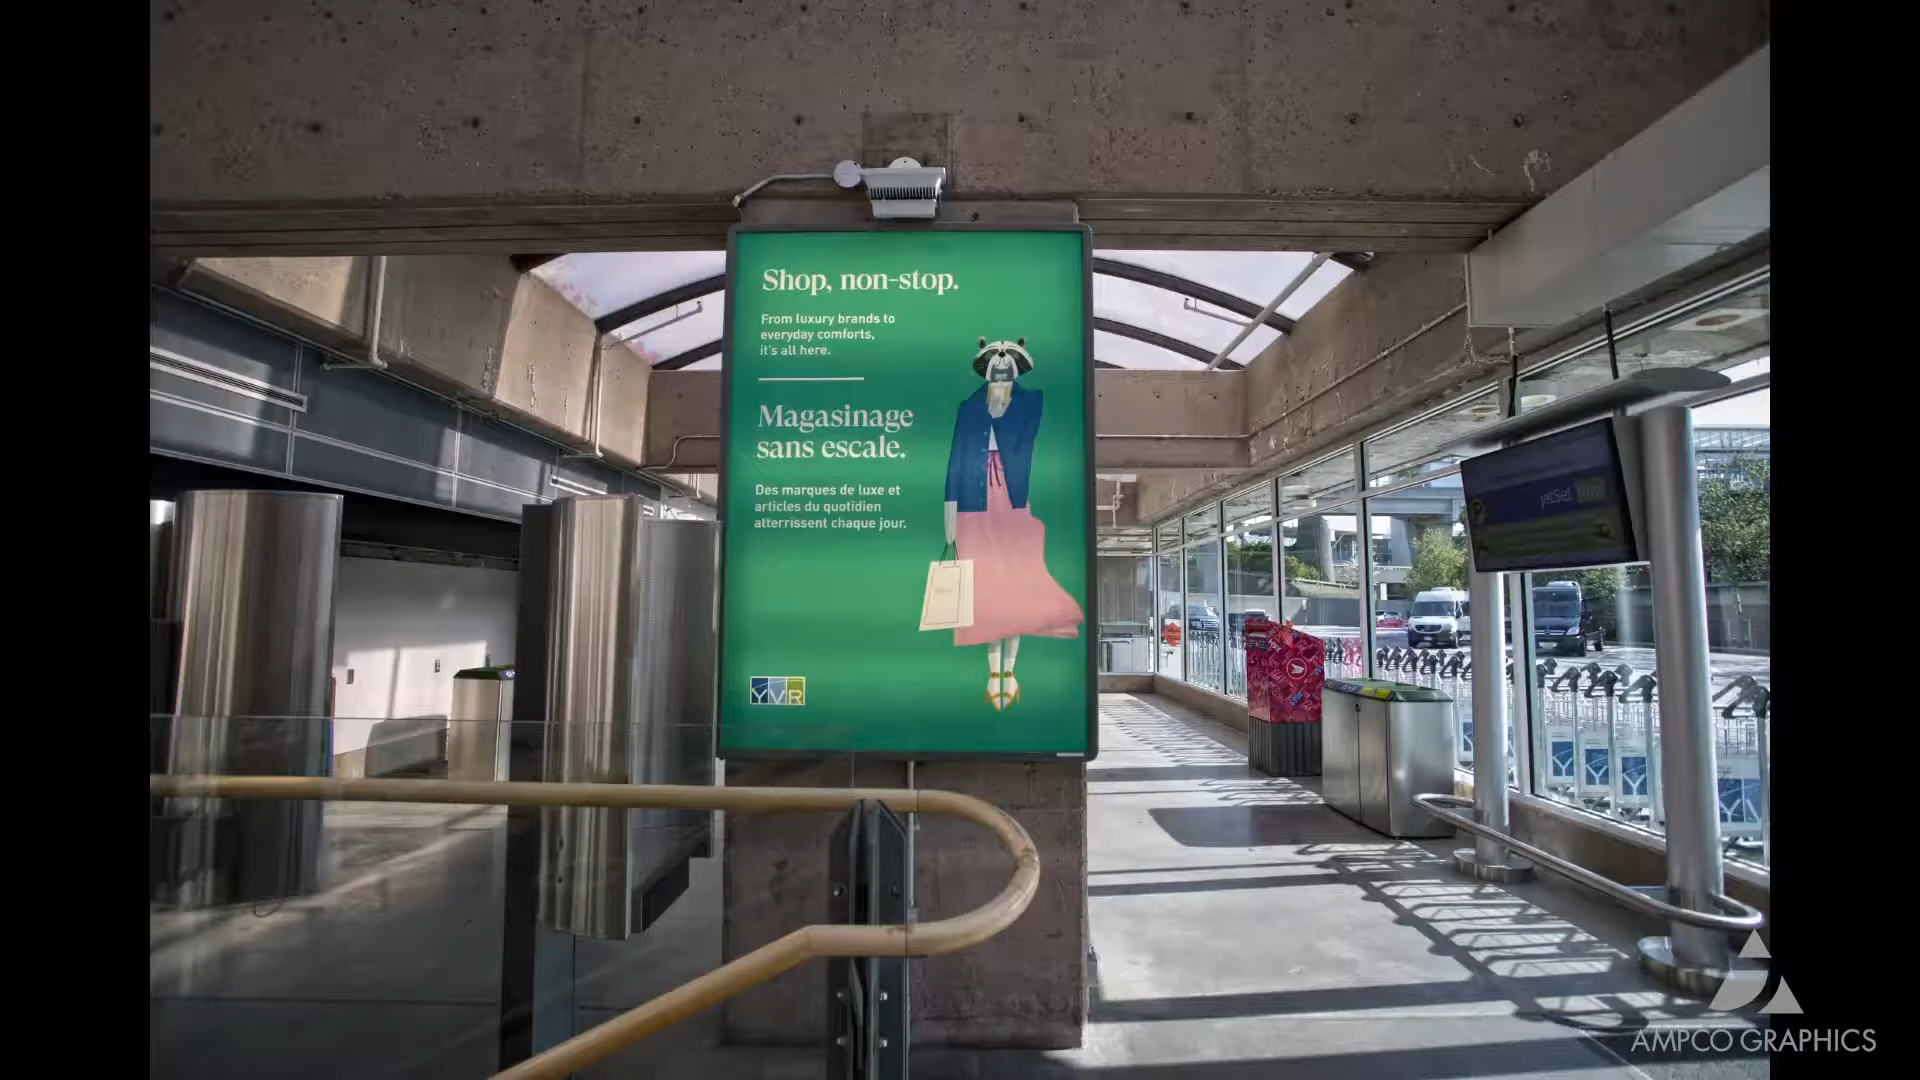 Shop, non-stop.
From luxury brands to
everyday comforts,
it's all here.
Magasinage
sans escale.
Des marques de luxe et
articles du quotidien
atterrissent chaque jour.
YVR
AMPCO GRAPHICS